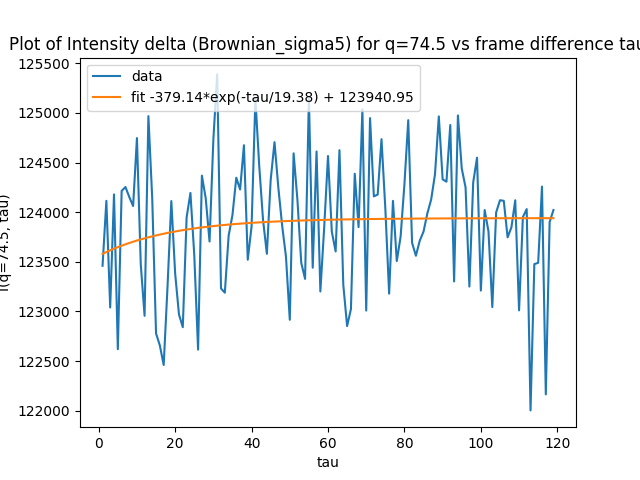 Plot of Intensity delta (Brownian_sigma5) for q=74.5 vs frame difference tau
data
fit -379.14*exp(-tau/19.38) + 123940.95
125500
125000
124500
124000
123500
123000
122500
122000
I(q=74.5, tau)
0 20 40 60 80 100 120
tau